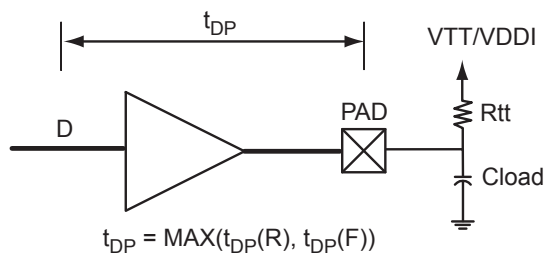 tDP
VTT/VDDI
PAD
Rtt
D
Cload
tDP = MAX(tDP(R), tDP(F))